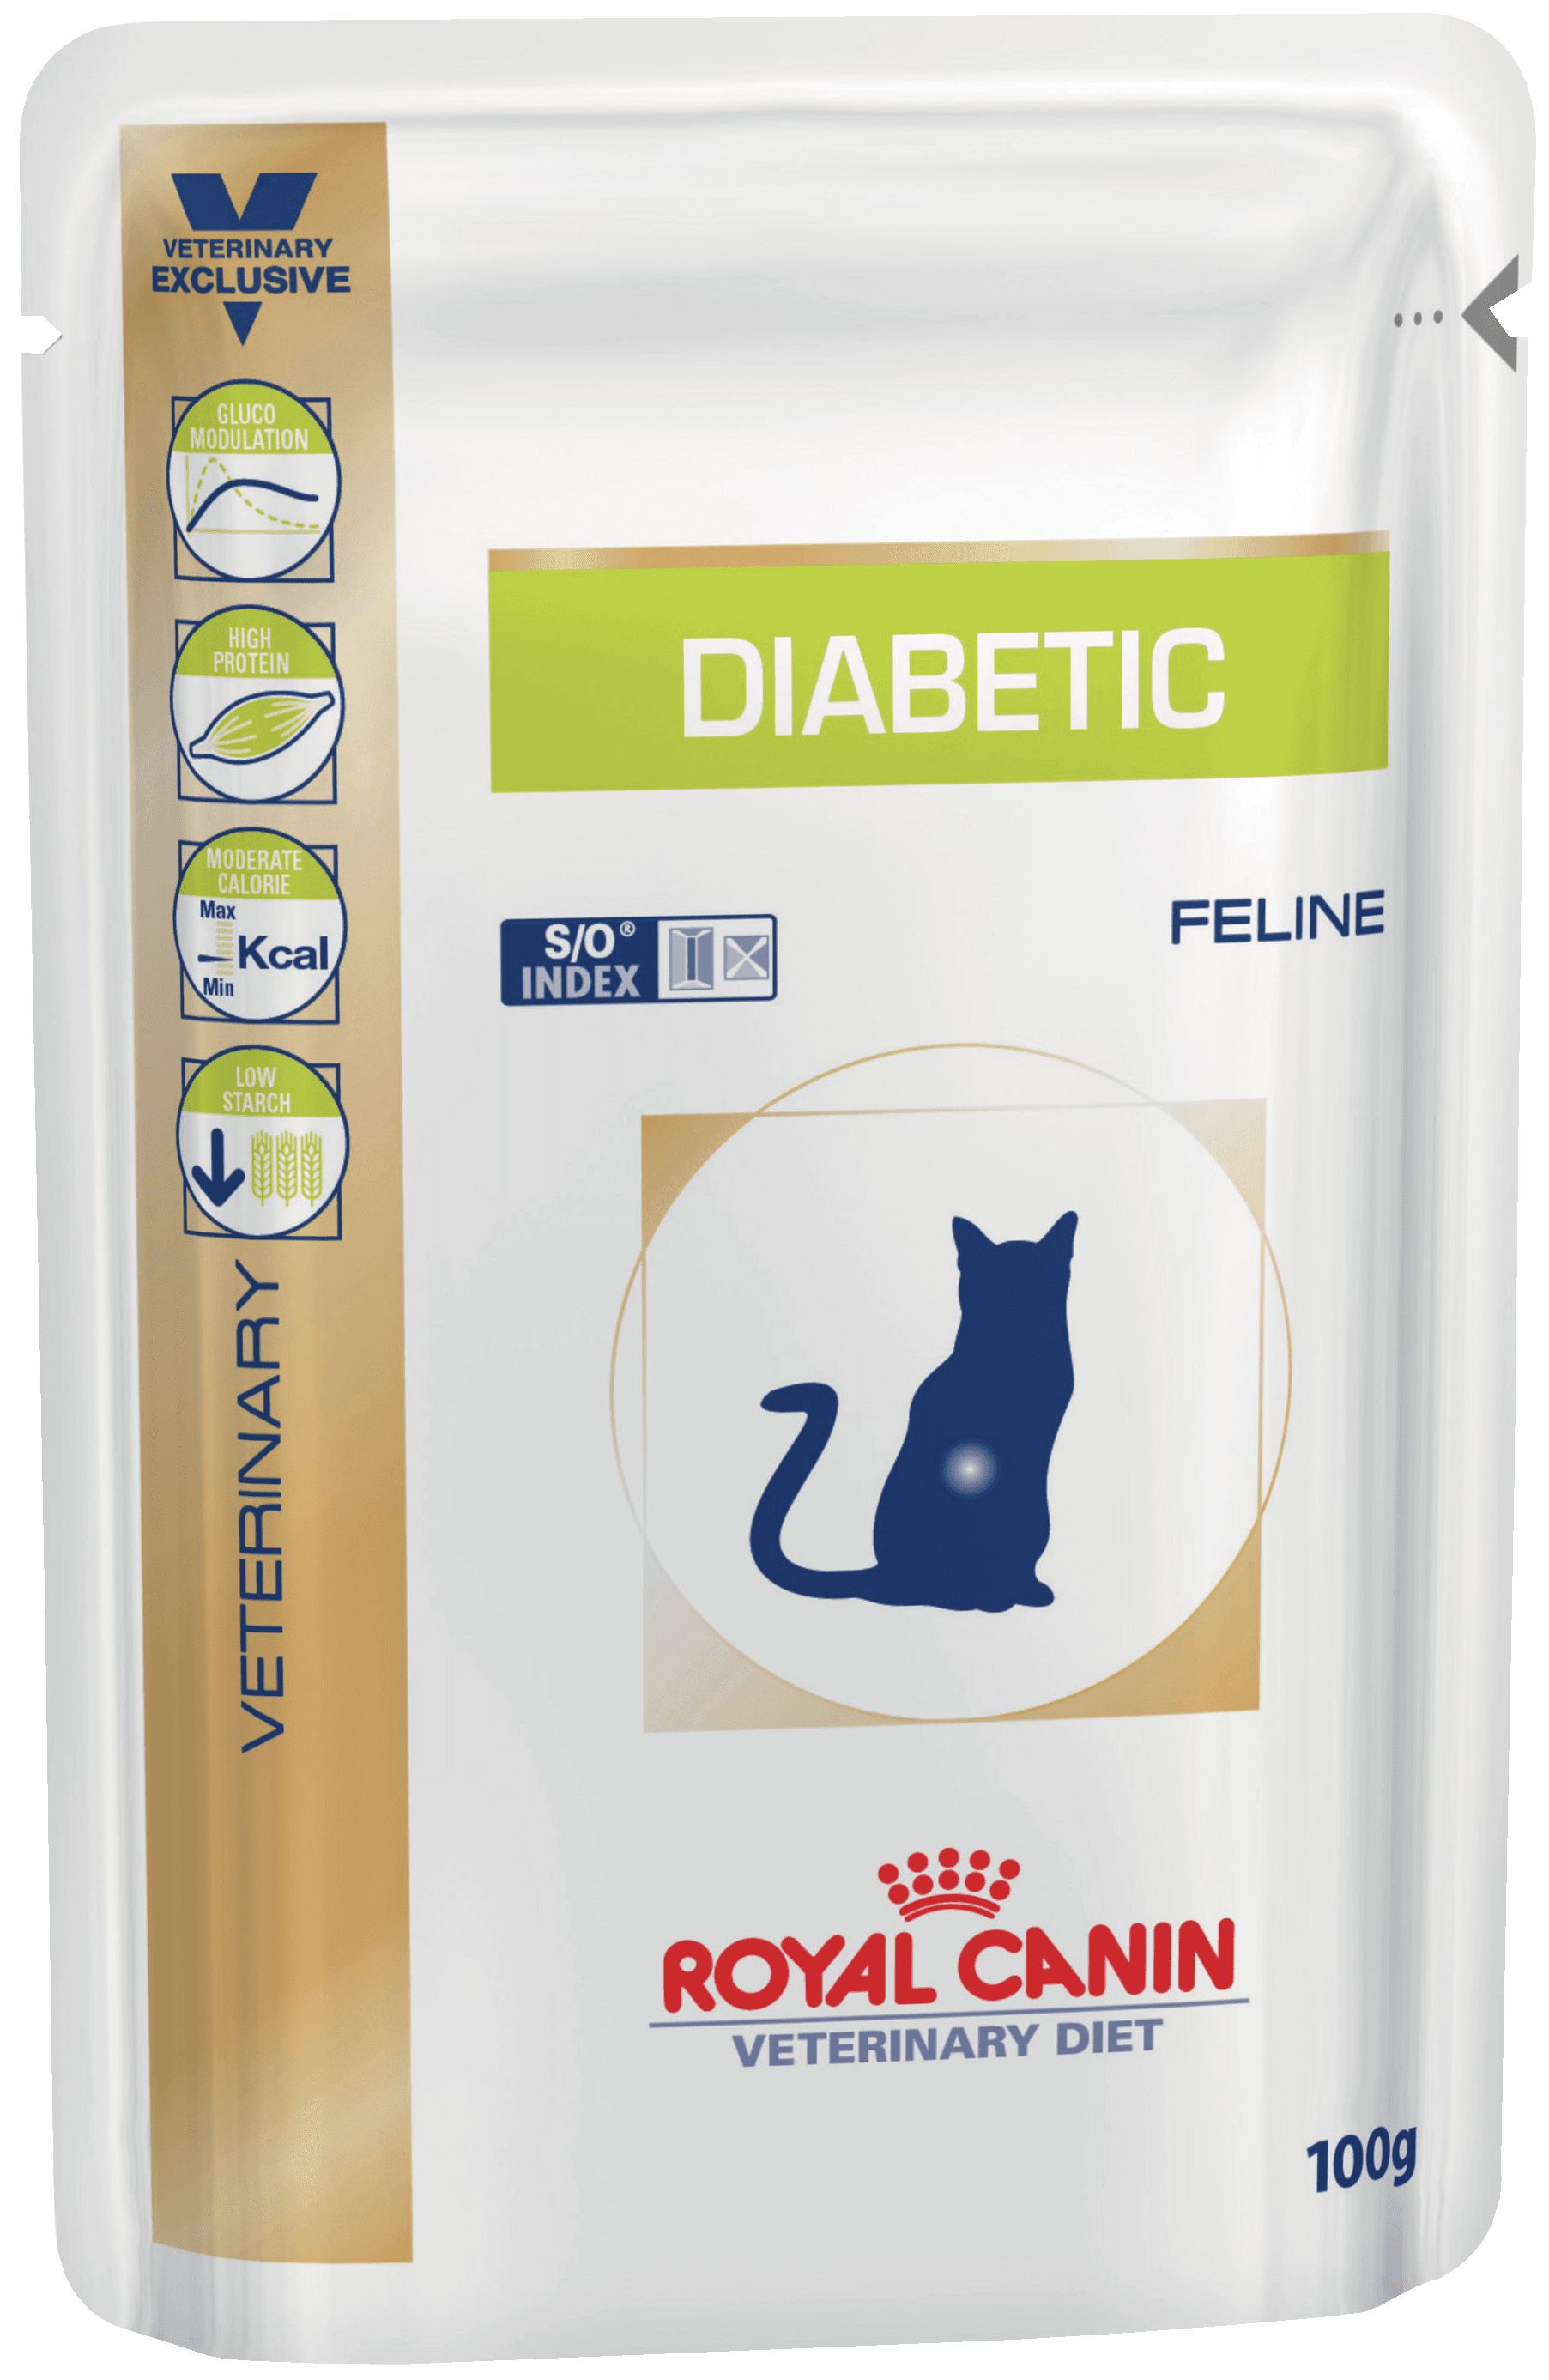 VETERINARY
EXCLUSIVE
GLUCO
MODULATION
HIGH
PROTEIN
MODERATE
CALORIE
Max
Kcal
Min
LOW
STARCH
VETERINARY
DIABETIC
FELINE
S/O®
INDEX
ROYAL CANIN
VETERINARY DIET
100g